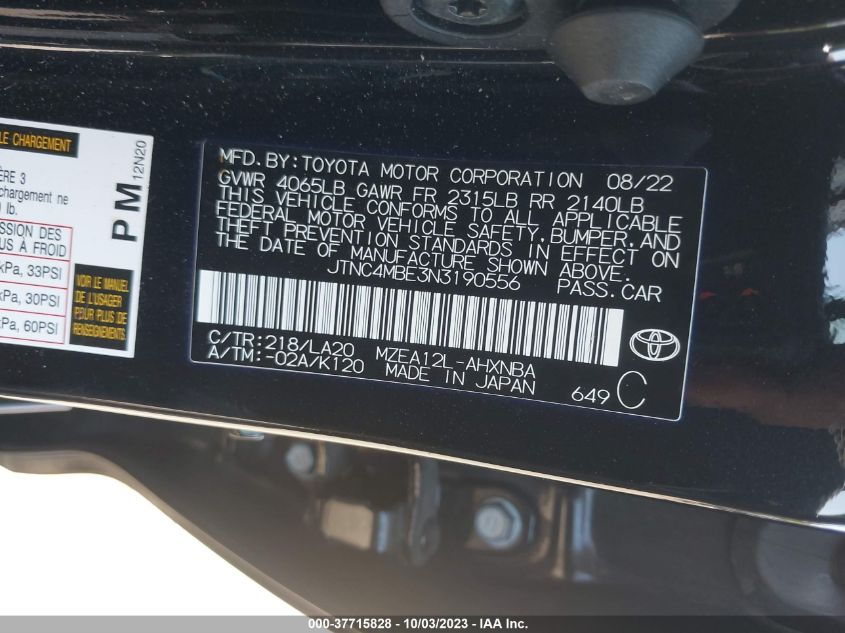 LE CHARGEMENT
ÈRE 3
chargement ne
lb.
SSION DES
US À FROID
kPa, 33PSI
kPa, 30PSI
Pa, 60PSI
PM
12N20
VOIR
LE MANUEL
DE L'USAGER
POUR PLUS DE
RENSEIGNEMENTS
MFD.BY:TOYOTA MOTOR CORPORATION 08/22
GVWR 4065LB GAWR FR 2315LB RR 2140LB
THIS VEHICLE CONFORMS TO ALL APPLICABLE
FEDERAL MOTOR VEHICLE SAFETY,BUMPER,AND
THEFT PREVENTION STANDARDS IN EFFECT ON
THE DATE OF MANUFACTURE SHOWN ABOVE.
JTNC4MBE3N3190556 PASS.CAR
C/TR:218/LA20 MZEA12L-AHXNBA
A/TM:-02A/K120 MADE IN JAPAN
649 C
000-37715828 - 10/03/2023 - IAA Inc.